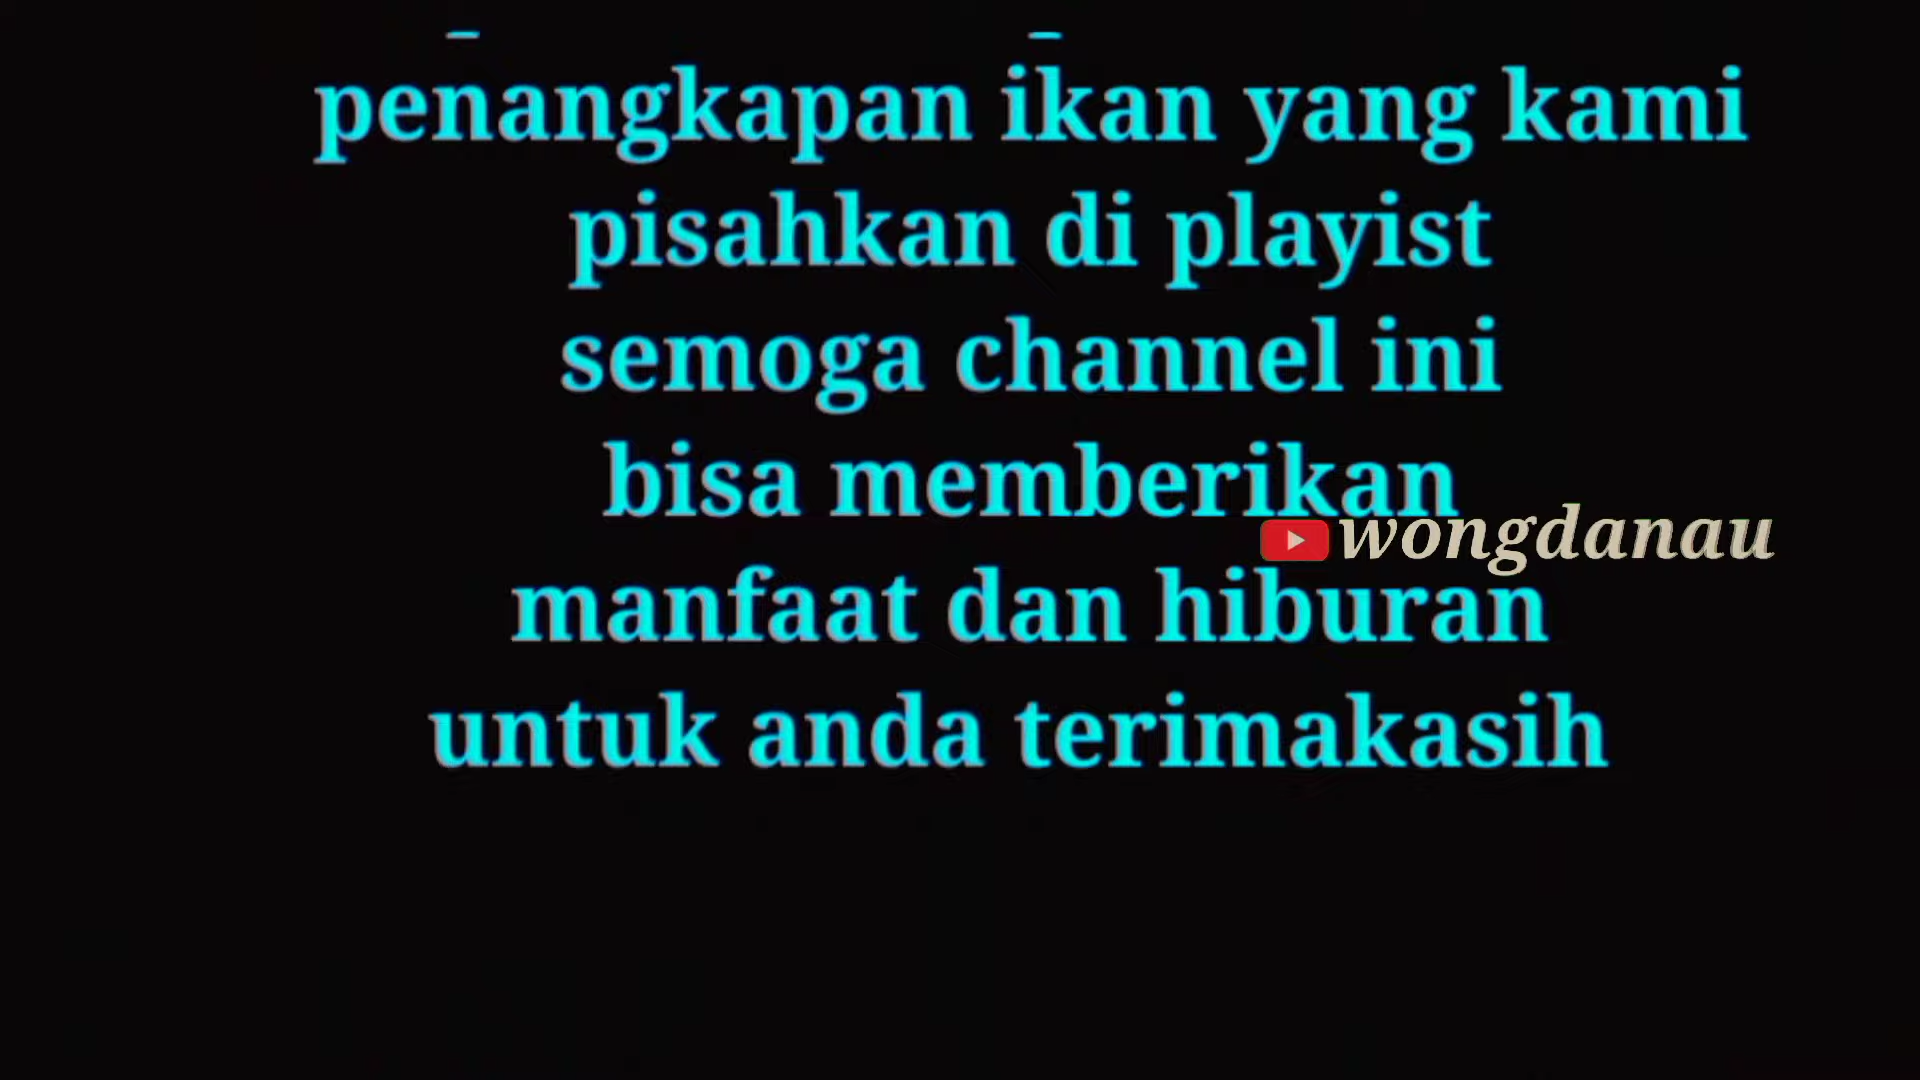 penangkapan ikan yang kami
pisahkan di playist
semoga channel ini
bisa memberikan
wongdanau
manfaat dan hiburan
untuk anda terimakasih